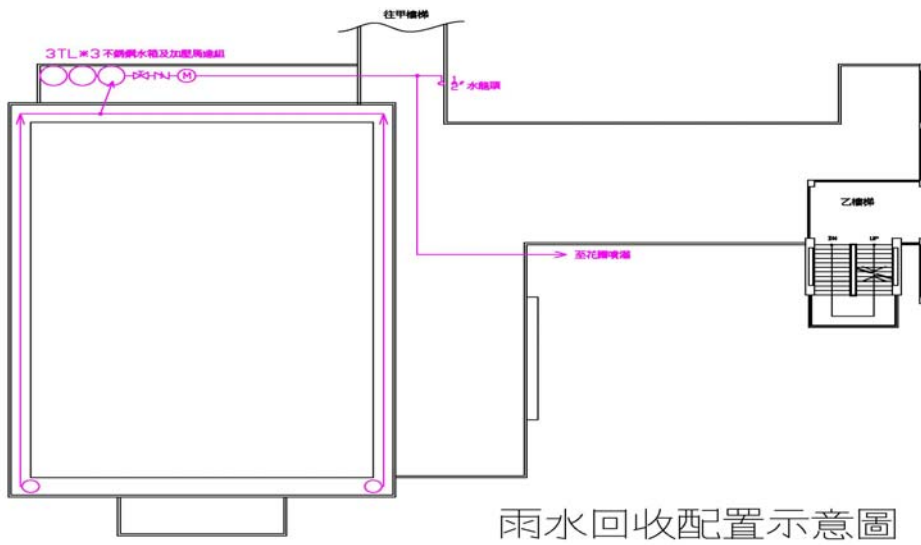 往甲樓梯
3TL*3不銹鋼水箱及加壓馬達組
M
1/2" 水龍頭
乙樓梯
DN UP
至花圃噴灑
雨水回收配置示意圖